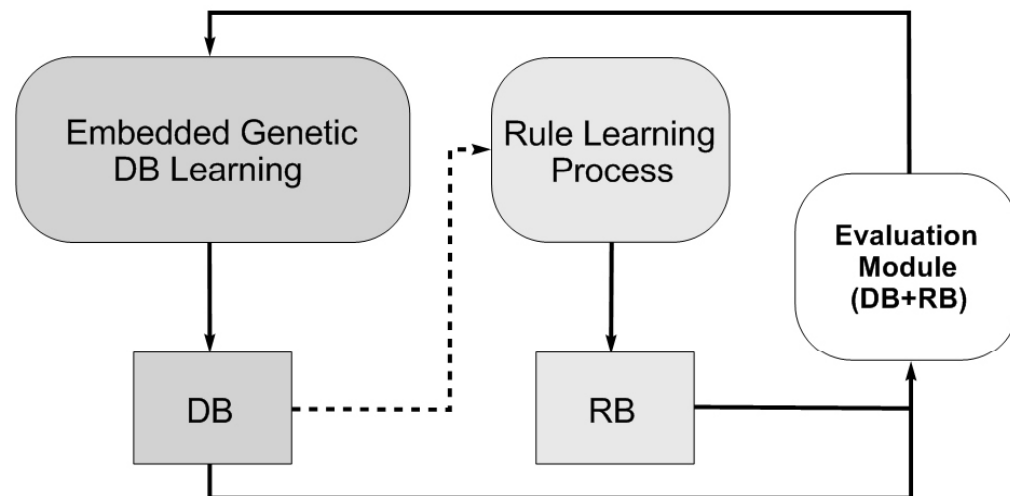 Embedded Genetic
DB Learning
Rule Learning
Process
Evaluation
Module
(DB+RB)
DB
RB